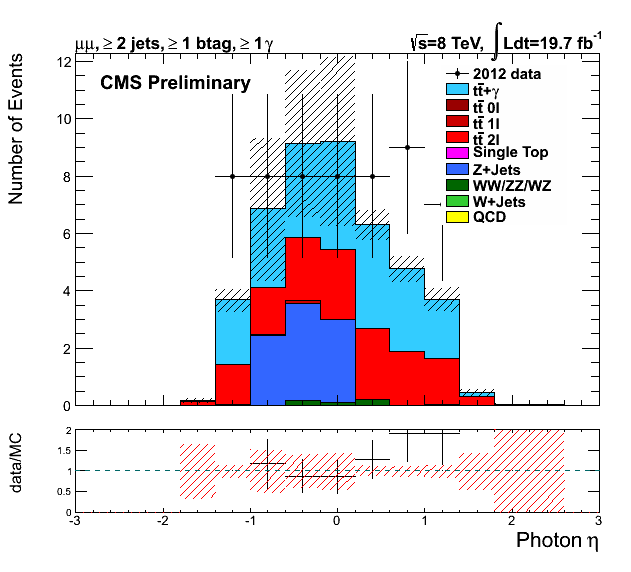 μμ, ≥ 2 jets, ≥ 1 btag, ≥ 1 γ
√s=8 TeV, ∫Ldt=19.7 fb⁻¹
CMS Preliminary
Number of Events
12
10
8
6
4
2
0
2012 data
tt̄+γ
tt̄ 0l
tt̄ 1l
tt̄ 2l
Single Top
Z+Jets
WW/ZZ/WZ
W+Jets
QCD
data/MC
2
1.5
1
0.5
0
-3 -2 -1 0 1 2 3
Photon η